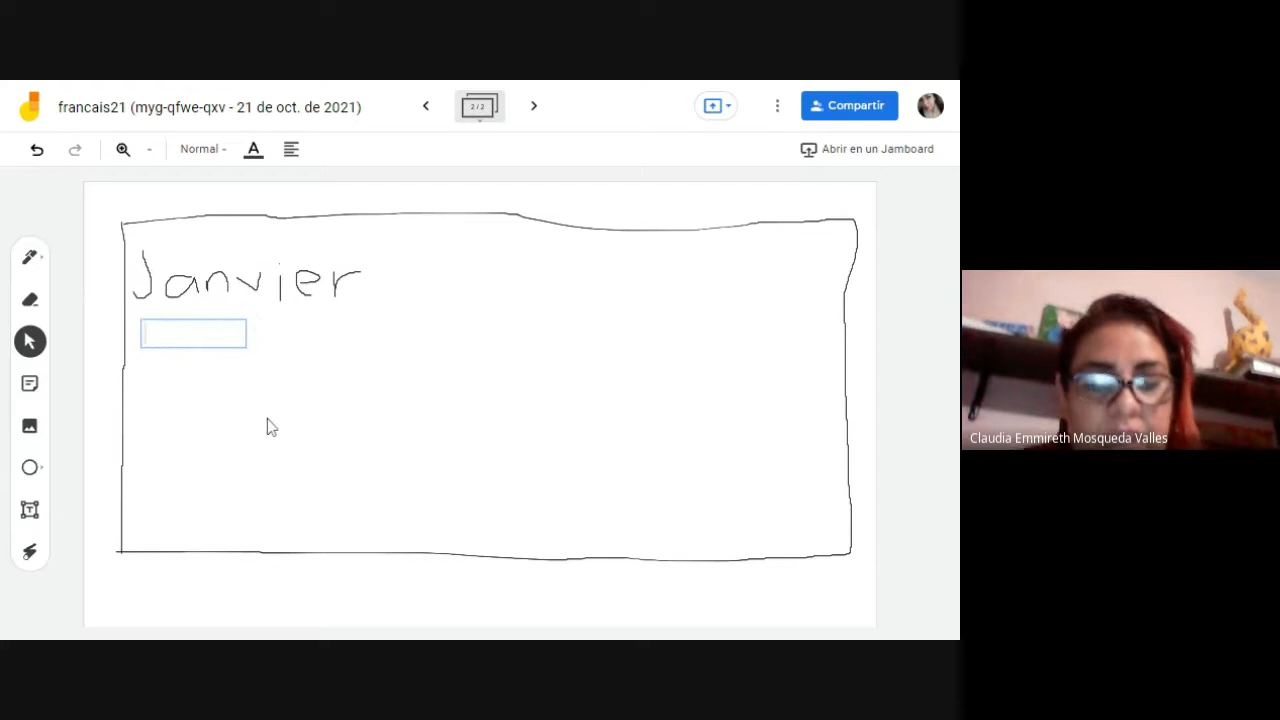 francais21 (myg-qfwe-qxv - 21 de oct. de 2021)
2/2
Compartir
Normal
A
Abrir en un Jamboard
Janvier
T
Claudia Emmireth Mosqueda Valles